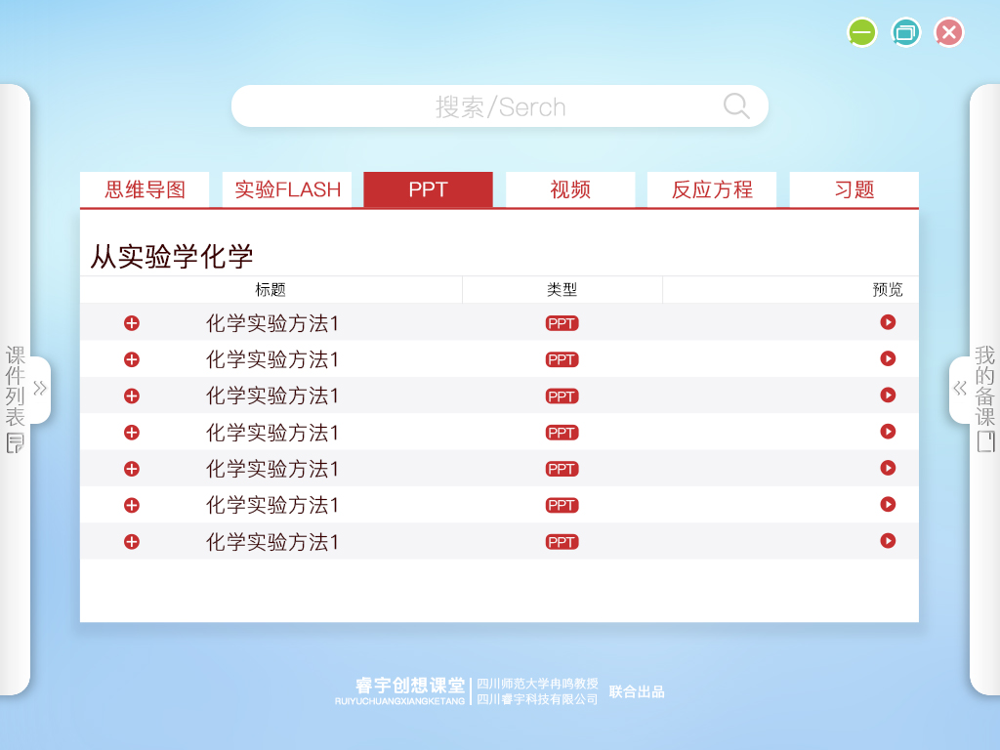 搜索/Serch
思维导图 实验FLASH PPT 视频 反应方程 习题
从实验学化学
标题 类型 预览
化学实验方法1 PPT
化学实验方法1 PPT
化学实验方法1 PPT
化学实验方法1 PPT
化学实验方法1 PPT
化学实验方法1 PPT
化学实验方法1 PPT
课件列表
我的备课
睿宇创想课堂
RUIYUCHUANGXIANGKETANG
四川师范大学冉鸣教授
四川睿宇科技有限公司
联合出品